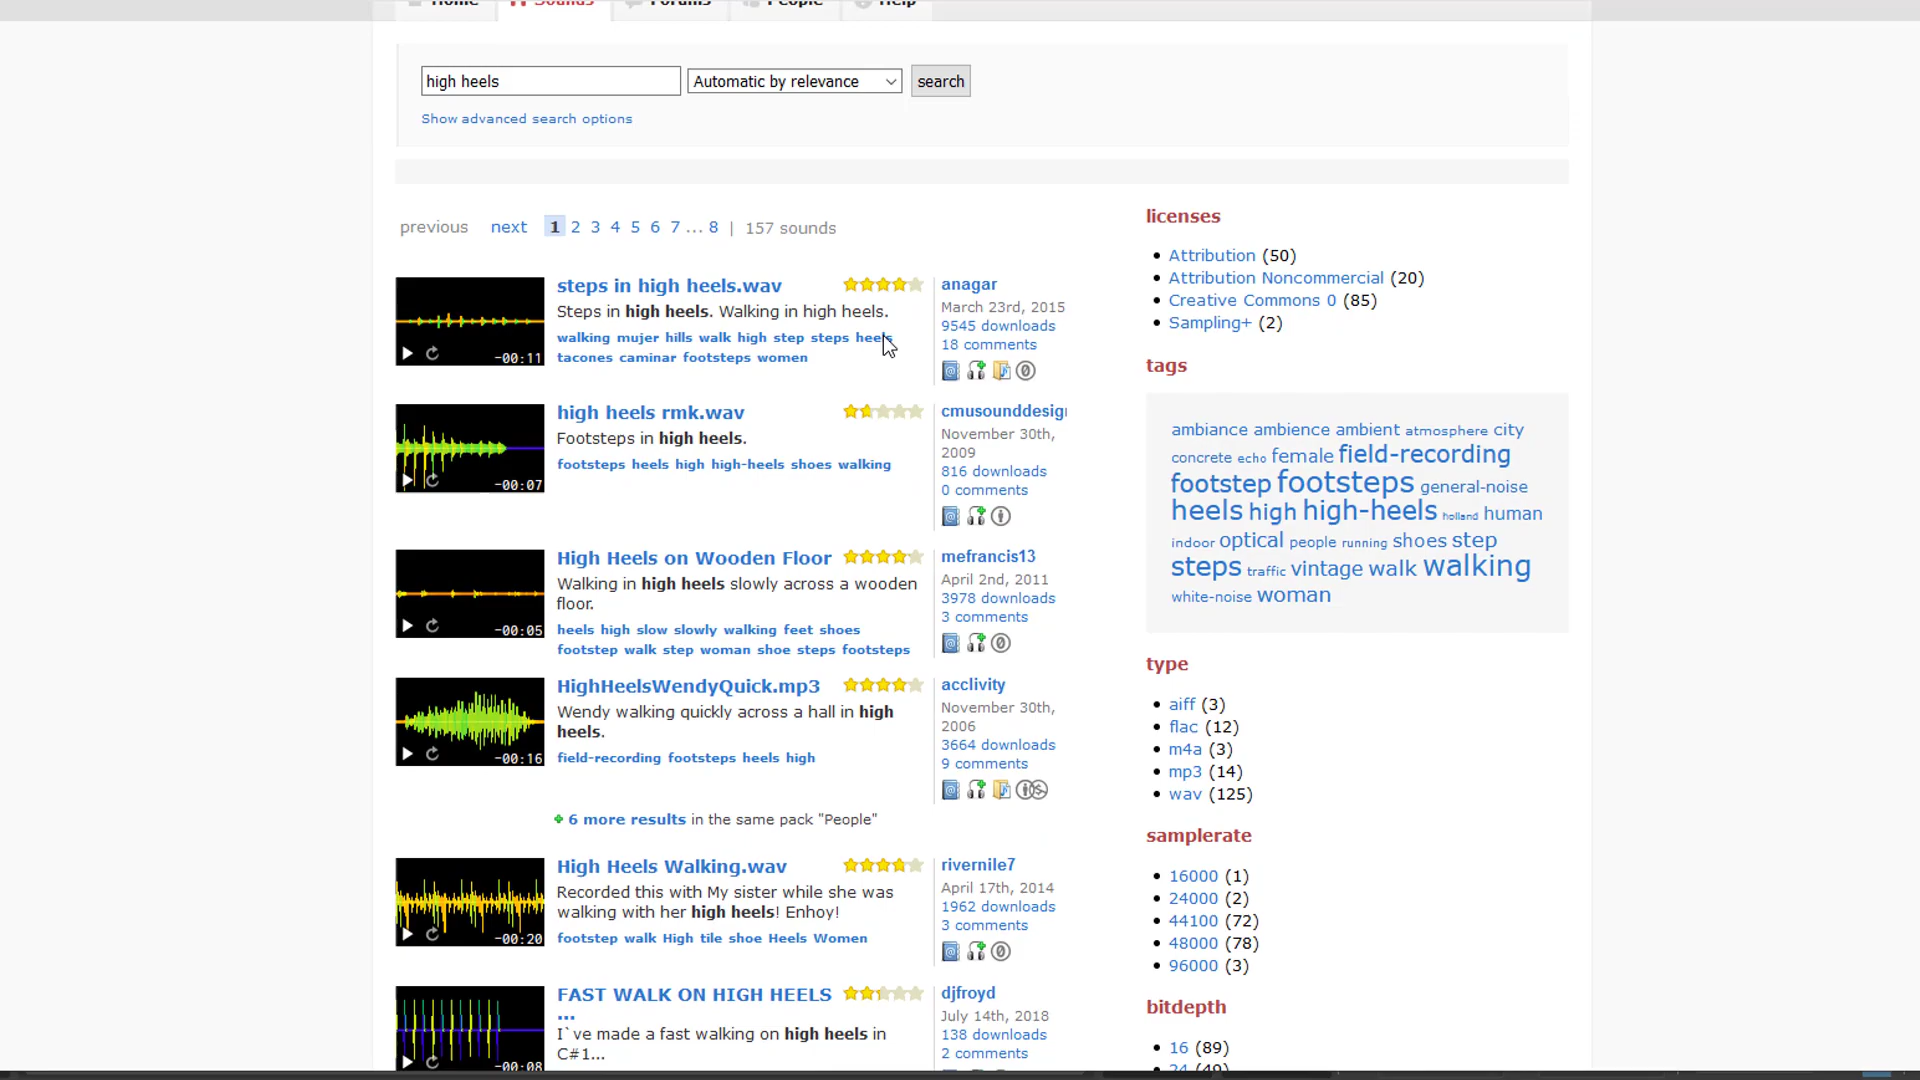 Home Sounds Forums People Help
high heels Automatic by relevance search
Show advanced search options
previous next 1 2 3 4 5 6 7 ... 8 | 157 sounds
steps in high heels.wav
Steps in high heels. Walking in high heels.
walking mujer hills walk high step steps heels
tacones caminar footsteps women
-00:11
anagar
March 23rd, 2015
9545 downloads
18 comments
high heels rmk.wav
Footsteps in high heels.
footsteps heels high high-heels shoes walking
-00:07
cmusounddesign
November 30th,
2009
816 downloads
0 comments
High Heels on Wooden Floor
Walking in high heels slowly across a wooden
floor.
heels high slow slowly walking feet shoes
footstep walk step woman shoe steps footsteps
-00:05
mefrancis13
April 2nd, 2011
3978 downloads
3 comments
HighHeelsWendyQuick.mp3
Wendy walking quickly across a hall in high
heels.
field-recording footsteps heels high
-00:16
acclivity
November 30th,
2006
3664 downloads
9 comments
6 more results in the same pack "People"
High Heels Walking.wav
Recorded this with My sister while she was
walking with her high heels! Enhoy!
footstep walk High tile shoe Heels Women
-00:20
rivernile7
April 17th, 2014
1962 downloads
3 comments
FAST WALK ON HIGH HEELS
...
I`ve made a fast walking on high heels in
C#1...
-00:08
djfroyd
July 14th, 2018
138 downloads
2 comments
licenses
Attribution (50)
Attribution Noncommercial (20)
Creative Commons 0 (85)
Sampling+ (2)
tags
ambiance ambience ambient atmosphere city
concrete echo female field-recording
footstep footsteps general-noise
heels high high-heels holland human
indoor optical people running shoes step
steps traffic vintage walk walking
white-noise woman
type
aiff (3)
flac (12)
m4a (3)
mp3 (14)
wav (125)
samplerate
16000 (1)
24000 (2)
44100 (72)
48000 (78)
96000 (3)
bitdepth
16 (89)
24 (49)